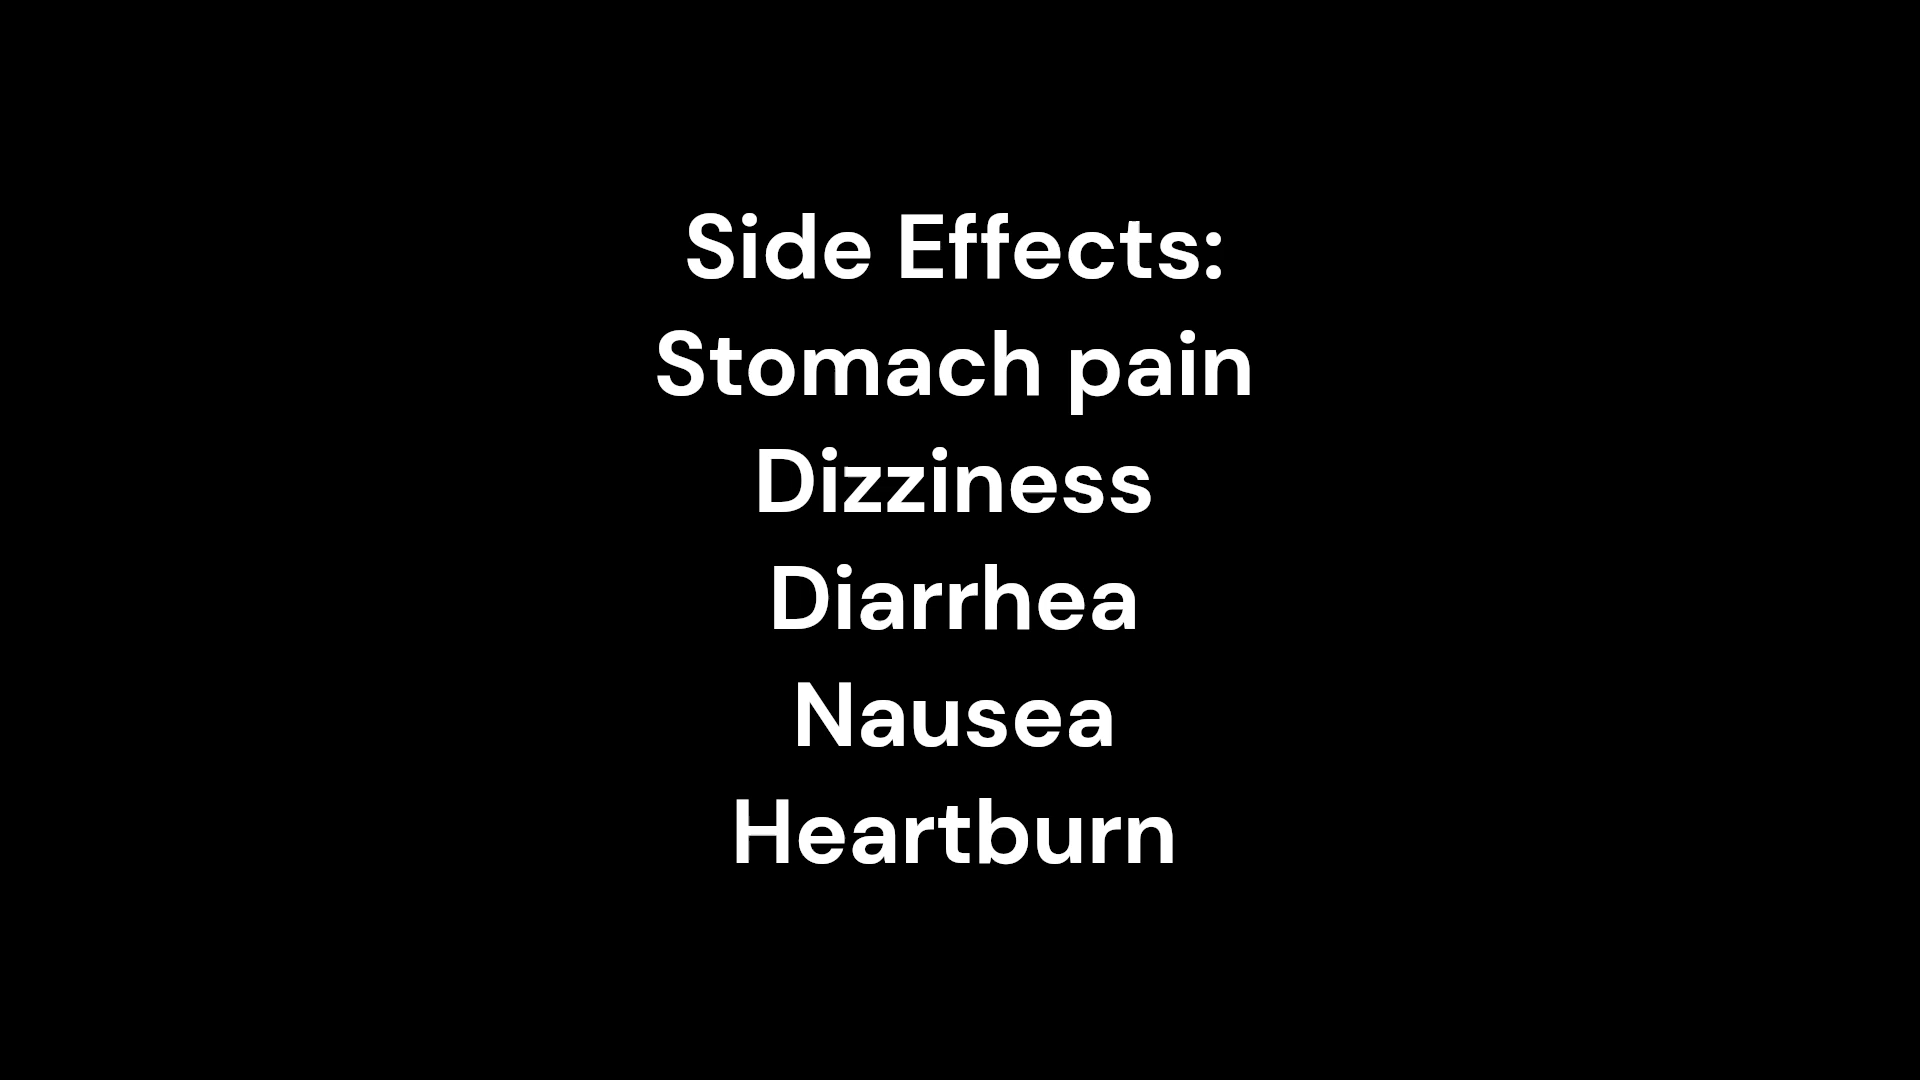 Side Effects:
Stomach pain
Dizziness
Diarrhea
Nausea
Heartburn